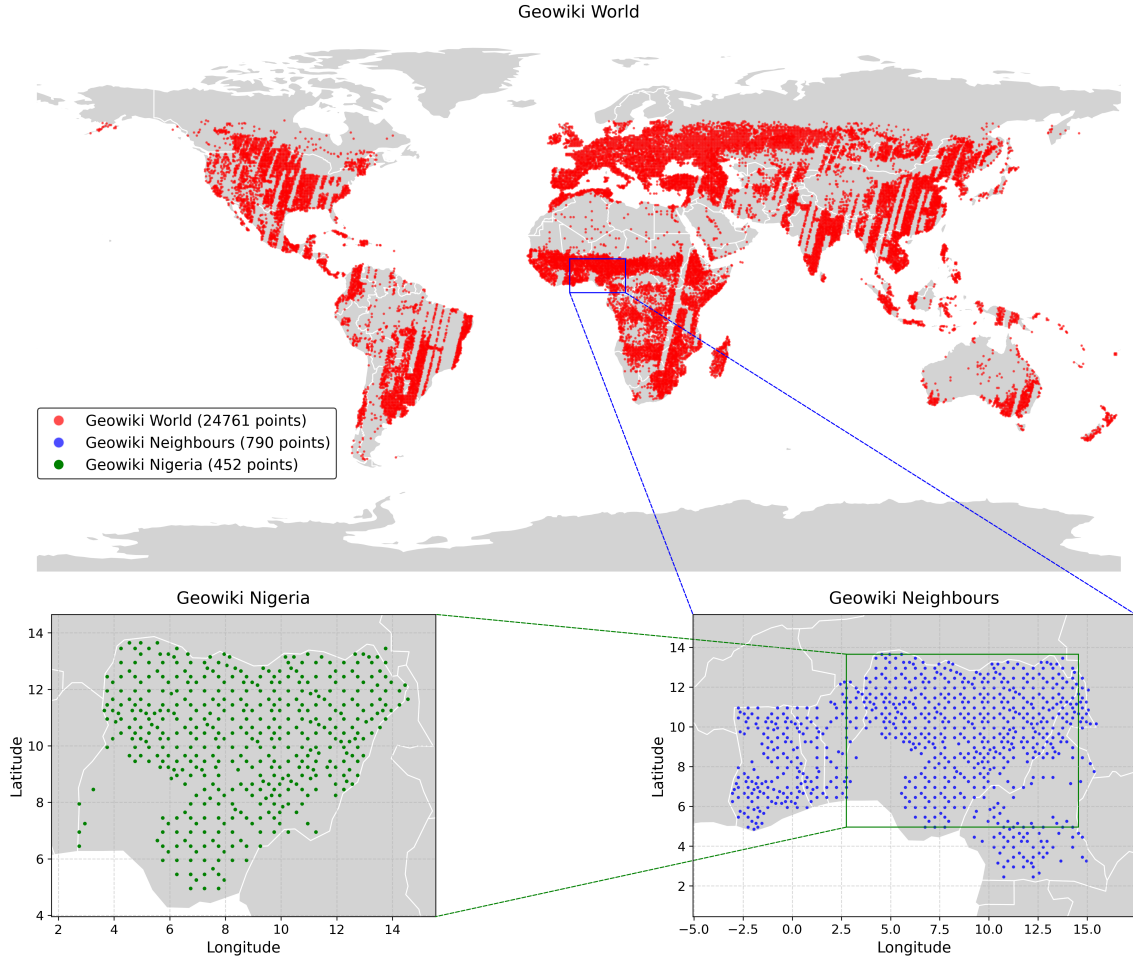 Geowiki World
Geowiki World (24761 points)
Geowiki Neighbours (790 points)
Geowiki Nigeria (452 points)
Geowiki Nigeria
14
12
10
8
6
4
Latitude
2 4 6 8 10 12 14
Longitude
Geowiki Neighbours
14
12
10
8
6
4
2
Latitude
−5.0 −2.5 0.0 2.5 5.0 7.5 10.0 12.5 15.0
Longitude